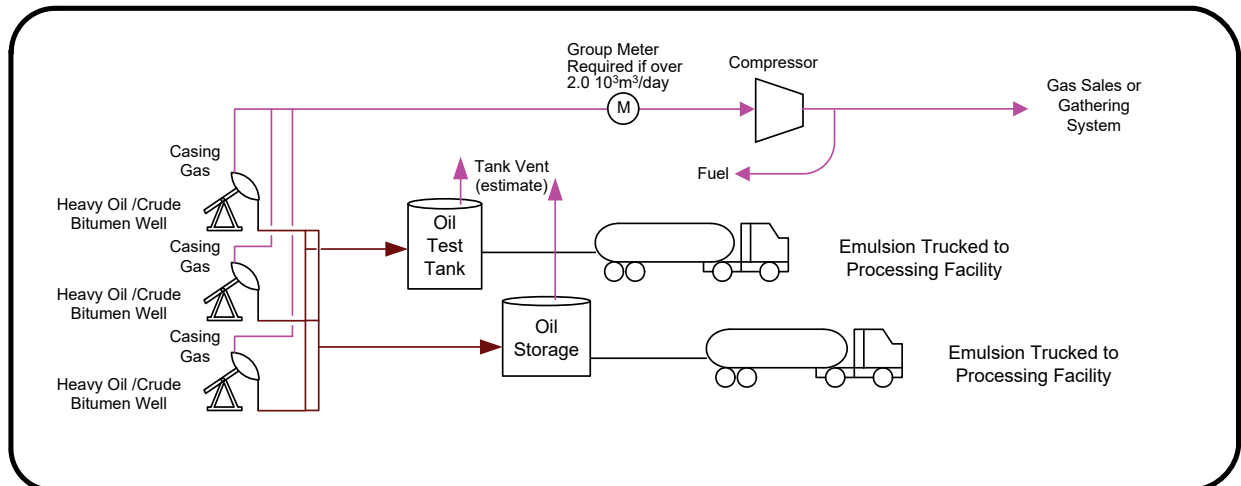 Group Meter
Required if over
2.0 10³m³/day
Compressor
M
Gas Sales or
Gathering
System
Fuel
Casing
Gas
Heavy Oil /Crude
Bitumen Well
Tank Vent
(estimate)
Oil
Test
Tank
Emulsion Trucked to
Processing Facility
Casing
Gas
Heavy Oil /Crude
Bitumen Well
Oil
Storage
Casing
Gas
Heavy Oil /Crude
Bitumen Well
Emulsion Trucked to
Processing Facility